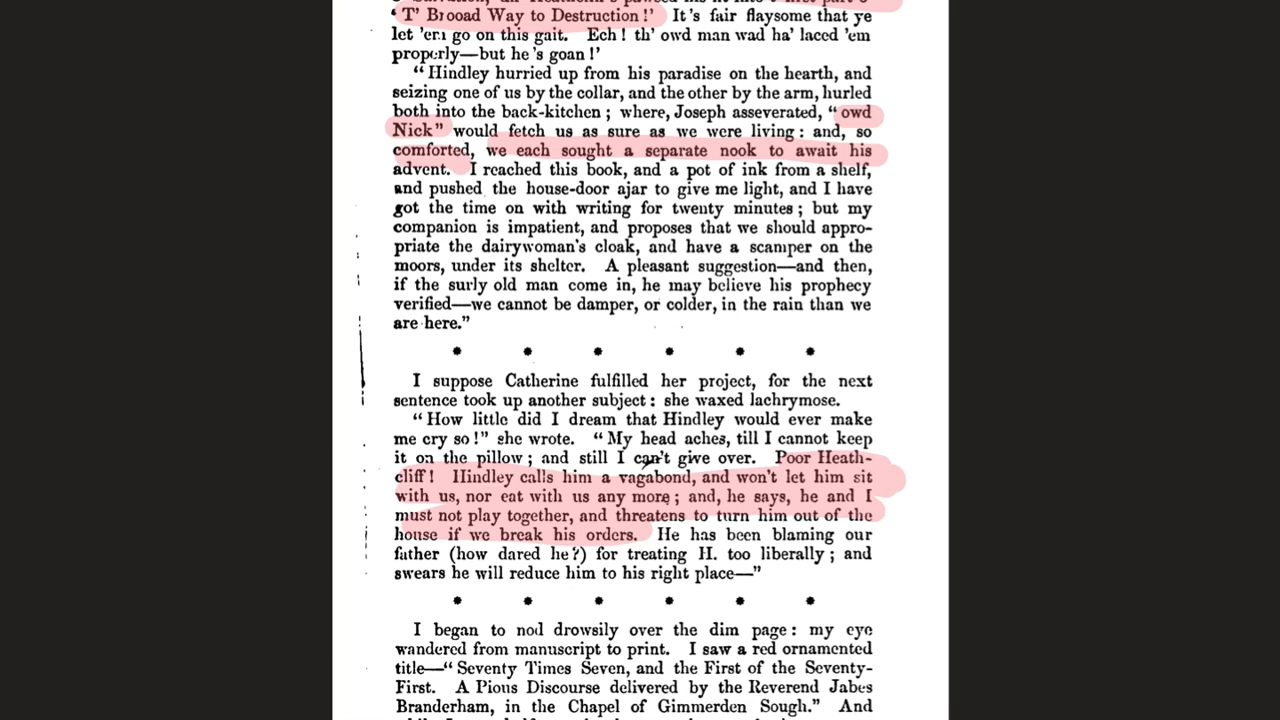 ‘T’ Brooad Way to Destruction!’ It’s fair flaysome that ye
let ’em go on this gait. Ech! th’ owd man wad ha’ laced ’em
properly—but he’s goan!’
“Hindley hurried up from his paradise on the hearth, and
seizing one of us by the collar, and the other by the arm, hurled
both into the back-kitchen; where, Joseph asseverated, “owd
Nick” would fetch us as sure as we were living: and, so
comforted, we each sought a separate nook to await his
advent. I reached this book, and a pot of ink from a shelf,
and pushed the house-door ajar to give me light, and I have
got the time on with writing for twenty minutes; but my
companion is impatient, and proposes that we should appro-
priate the dairywoman’s cloak, and have a scamper on the
moors, under its shelter. A pleasant suggestion—and then,
if the surly old man come in, he may believe his prophecy
verified—we cannot be damper, or colder, in the rain than we
are here.”
* * * * * *
I suppose Catherine fulfilled her project, for the next
sentence took up another subject: she waxed lachrymose.
“How little did I dream that Hindley would ever make
me cry so!” she wrote. “My head aches, till I cannot keep
it on the pillow; and still I can’t give over. Poor Heath-
cliff! Hindley calls him a vagabond, and won’t let him sit
with us, nor eat with us any more; and, he says, he and I
must not play together, and threatens to turn him out of the
house if we break his orders. He has been blaming our
father (how dared he?) for treating H. too liberally; and
swears he will reduce him to his right place—”
* * * * * *
I began to nod drowsily over the dim page: my eye
wandered from manuscript to print. I saw a red ornamented
title—“Seventy Times Seven, and the First of the Seventy-
First. A Pious Discourse delivered by the Reverend Jabes
Branderham, in the Chapel of Gimmerden Sough.” And